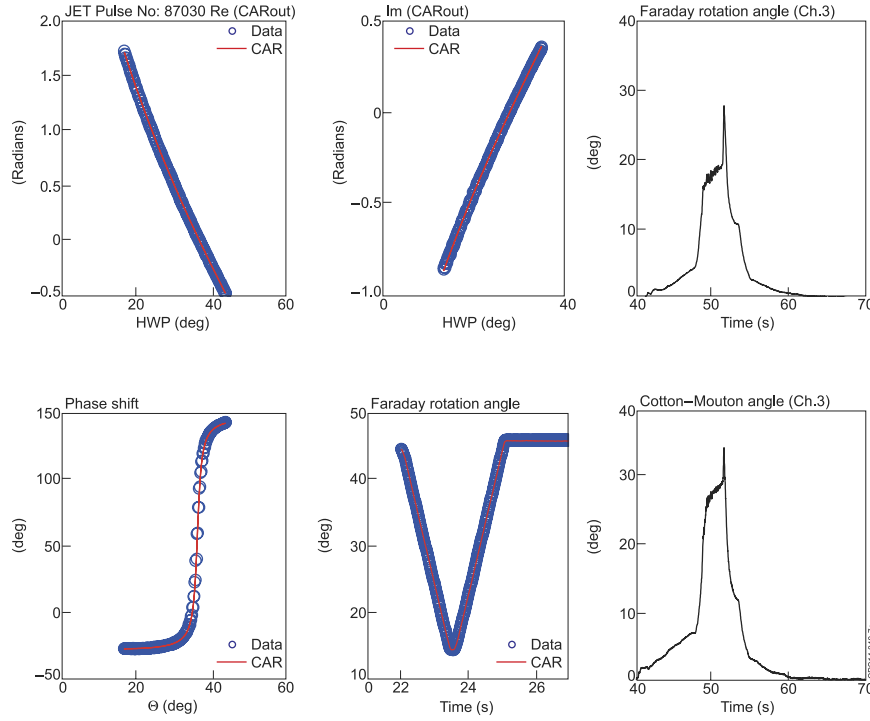 JET Pulse No: 87030 Re (CARout)
2.0
1.5
1.0
0.5
0
−0.5
(Radians)
Data
CAR
0
20
40
60
HWP (deg)
Im (CARout)
0
−0.5
−1.0
(Radians)
Data
CAR
20
40
HWP (deg)
Faraday rotation angle (Ch.3)
40
30
20
10
0
(deg)
40
50
60
70
Time (s)
Phase shift
150
100
50
0
−50
(deg)
Data
CAR
0
20
40
60
Θ (deg)
Faraday rotation angle
50
40
30
20
10
(deg)
Data
CAR
0
22
24
26
Time (s)
Cotton−Mouton angle (Ch.3)
40
30
20
10
0
(deg)
40
50
60
70
Time (s)